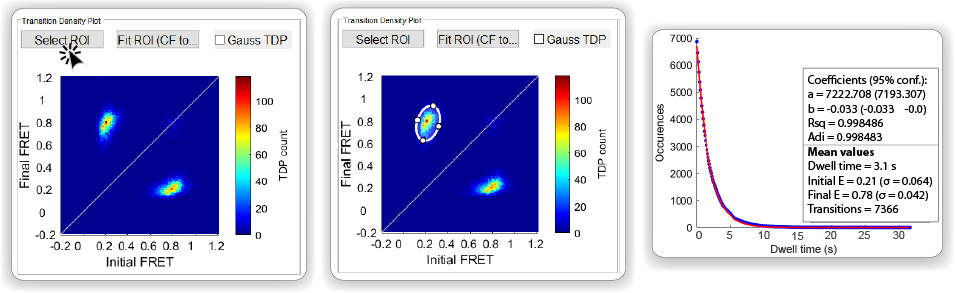 Transition Density Plot
Select ROI
Fit ROI (CF to...
Gauss TDP
1.2
1
0.8
0.6
0.4
0.2
0
-0.2
Final FRET
-0.2 0 0.2 0.4 0.6 0.8 1 1.2
Initial FRET
100
80
60
40
20
0
TDP count
Transition Density Plot
Select ROI
Fit ROI (CF to...
Gauss TDP
1.2
1
0.8
0.6
0.4
0.2
0
-0.2
Final FRET
-0.2 0 0.2 0.4 0.6 0.8 1 1.2
Initial FRET
100
80
60
40
20
0
TDP count
7000
6000
5000
4000
3000
2000
1000
0
Occurences
0 5 10 15 20 25 30
Dwell time (s)
Coefficients (95% conf.):
a = 7222.708 (7193.307)
b = -0.033 (-0.033 -0.0)
Rsq = 0.998486
Adi = 0.998483
Mean values
Dwell time = 3.1 s
Initial E = 0.21 (σ = 0.064)
Final E = 0.78 (σ = 0.042)
Transitions = 7366